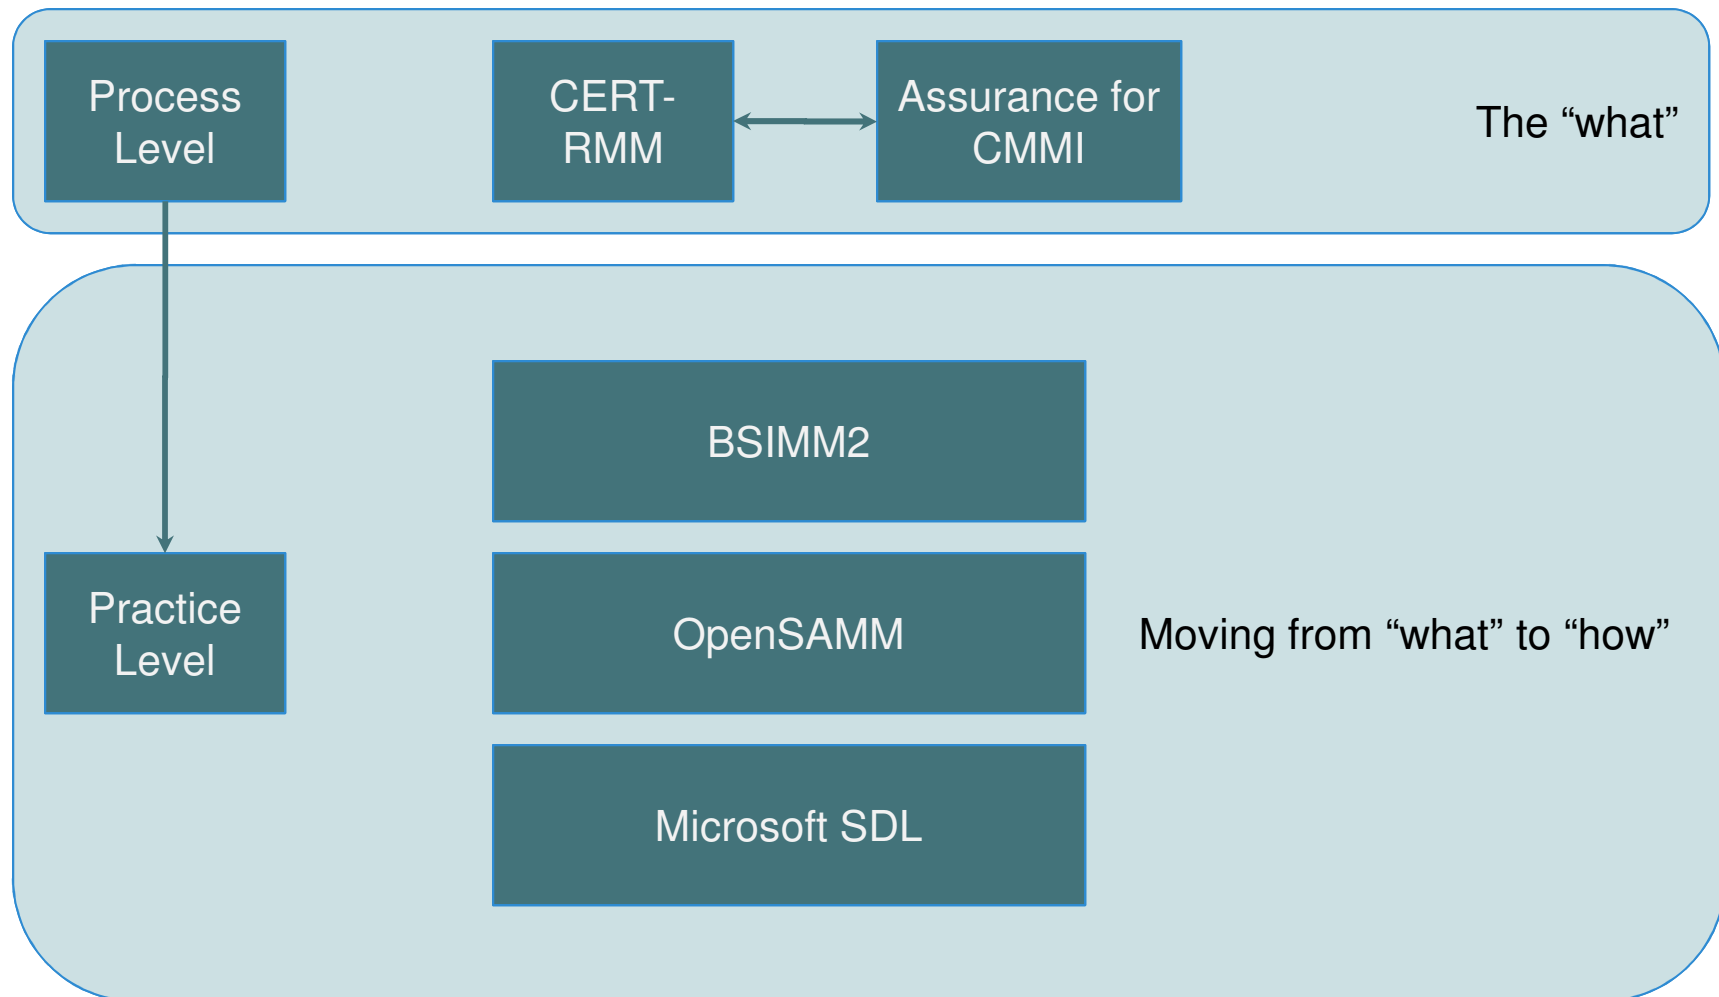 Process
Level
CERT-
RMM
Assurance for
CMMI
The “what”
BSIMM2
Practice
Level
OpenSAMM
Moving from “what” to “how”
Microsoft SDL